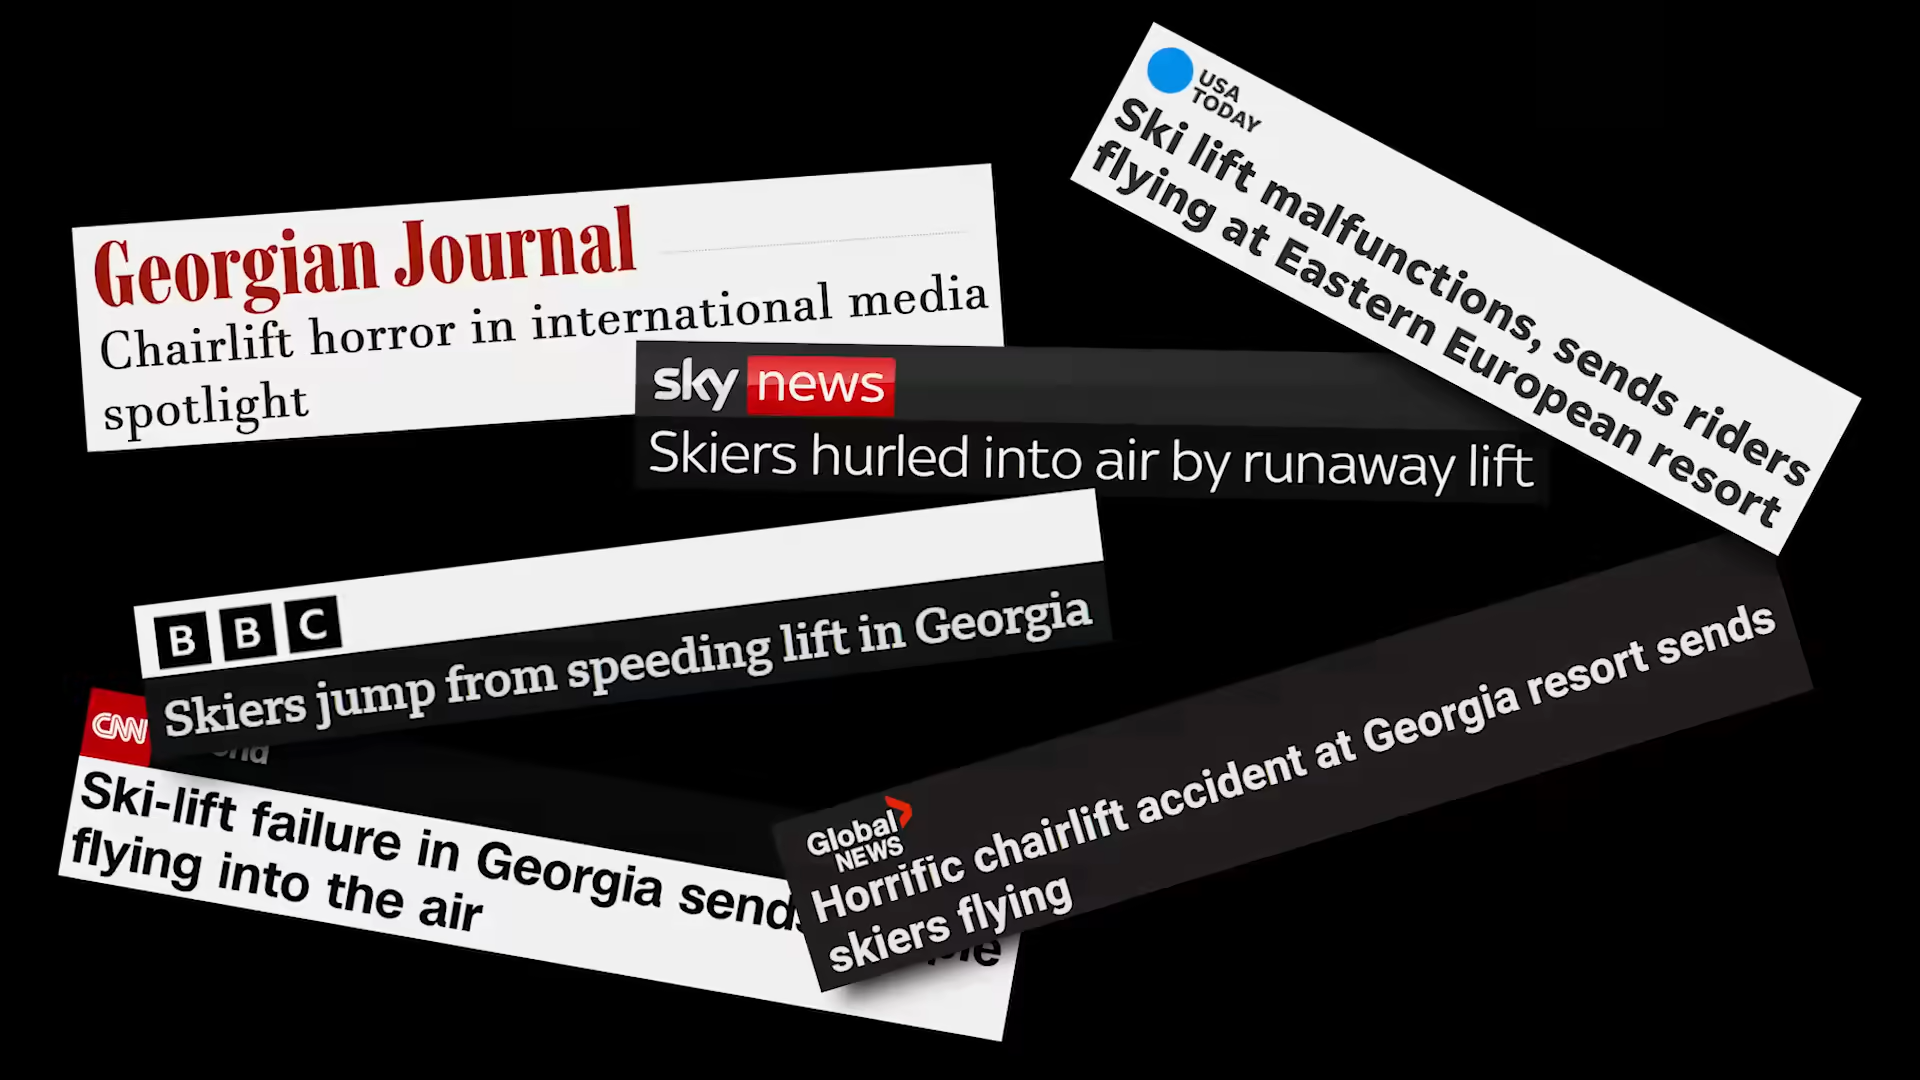 USA
TODAY
Ski lift malfunctions, sends riders
flying at Eastern European resort
Georgian Journal
Chairlift horror in international media
spotlight
sky news
Skiers hurled into air by runaway lift
BBC
Skiers jump from speeding lift in Georgia
CNN
Ski-lift failure in Georgia sends
flying into the air
Global
NEWS
Horrific chairlift accident at Georgia resort sends
skiers flying